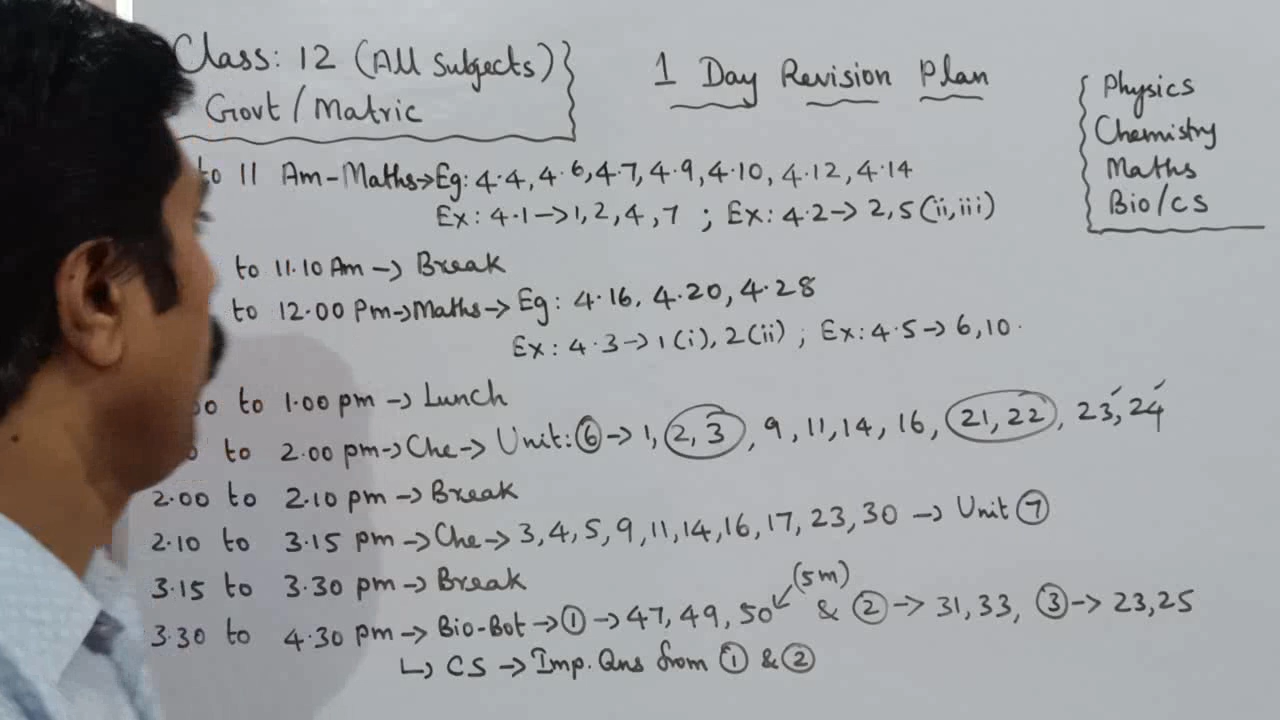 Class: 12 (All Subjects)
Govt / Matric
1 Day Revision Plan
Physics
Chemistry
Maths
Bio/CS
to 11 Am-Maths→Eg: 4.4, 4.6, 4.7, 4.9, 4.10, 4.12, 4.14
Ex: 4.1→1, 2, 4, 7 ; Ex: 4.2→2, 5 (ii, iii)
to 11.10 Am→Break
to 12.00 Pm→Maths→Eg: 4.16, 4.20, 4.28
Ex: 4.3→1(i), 2(ii) ; Ex: 4.5→6, 10.
to 1.00 pm→Lunch
to 2.00 pm→Che→Unit: ⑥→1, 2, 3, 9, 11, 14, 16, 21, 22, 23, 24
2.00 to 2.10 pm→Break
2.10 to 3.15 pm→Che→3, 4, 5, 9, 11, 14, 16, 17, 23, 30→Unit ⑦
3.15 to 3.30 pm→Break
(5m)
3.30 to 4.30 pm→Bio-Bot→①→47, 49, 50 & ②→31, 33, ③→23, 25
↳ CS→Imp. Qns from ① & ②